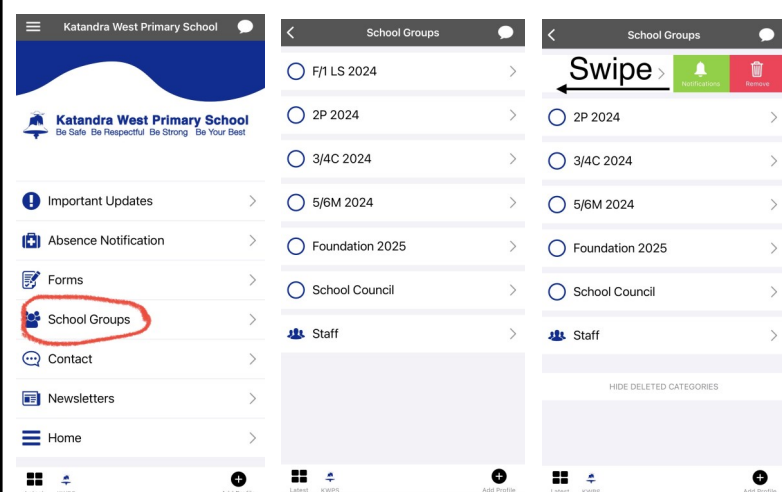 Katandra West Primary School
Katandra West Primary School
Be Safe Be Respectful Be Strong Be Your Best
Important Updates
Absence Notification
Forms
School Groups
Contact
Newsletters
Home
School Groups
F/1 LS 2024
2P 2024
3/4C 2024
5/6M 2024
Foundation 2025
School Council
Staff
Latest KWPS Add Profile
School Groups
Swipe
Notifications
Remove
2P 2024
3/4C 2024
5/6M 2024
Foundation 2025
School Council
Staff
HIDE DELETED CATEGORIES
Latest KWPS Add Profile